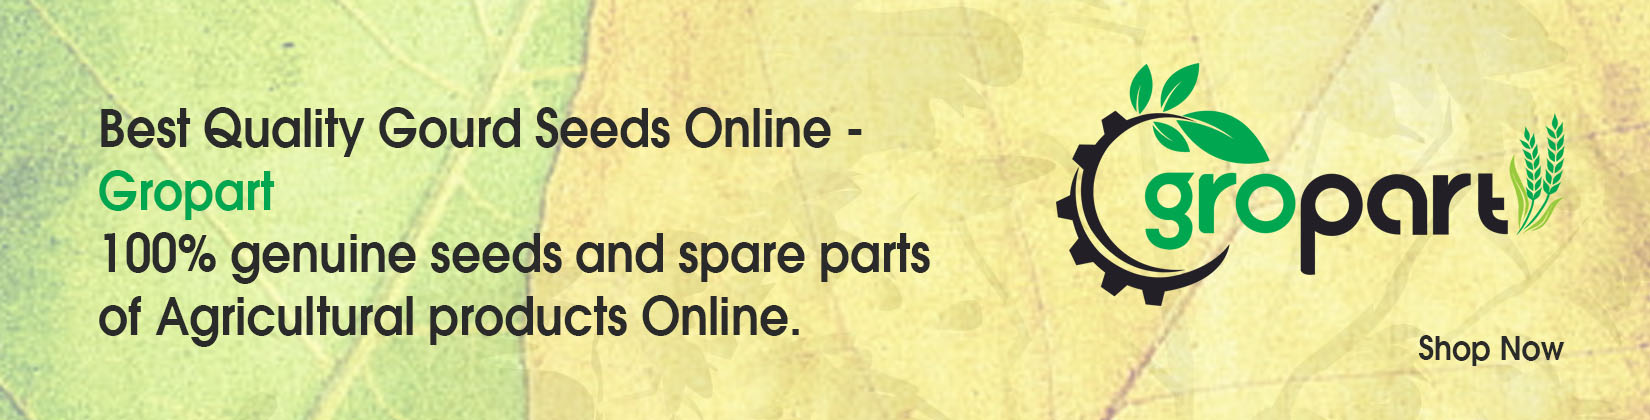 Best Quality Gourd Seeds Online -
Gropart
100% genuine seeds and spare parts
of Agricultural products Online.
gropart
Shop Now